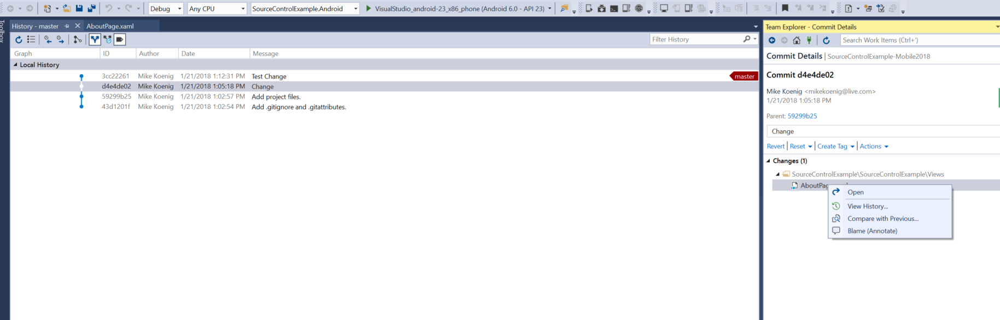 Debug Any CPU SourceControlExample.Android VisualStudio_android-23_x86_phone (Android 6.0 - API 23)
Toolbox
History - master AboutPage.xaml
Filter History
Graph ID Author Date Message
Local History
3cc22261 Mike Koenig 1/21/2018 1:12:31 PM Test Change master
d4e4de02 Mike Koenig 1/21/2018 1:05:18 PM Change
59299b25 Mike Koenig 1/21/2018 1:02:57 PM Add project files.
43d1201f Mike Koenig 1/21/2018 1:02:54 PM Add .gitignore and .gitattributes.
Team Explorer - Commit Details
Search Work Items (Ctrl+')
Commit Details | SourceControlExample-Mobile2018
Commit d4e4de02
Mike Koenig <mikekoenig@live.com>
1/21/2018 1:05:18 PM
Parent: 59299b25
Change
Revert | Reset | Create Tag | Actions
Changes (1)
SourceControlExample\SourceControlExample\Views
AboutPag
Open
View History...
Compare with Previous...
Blame (Annotate)